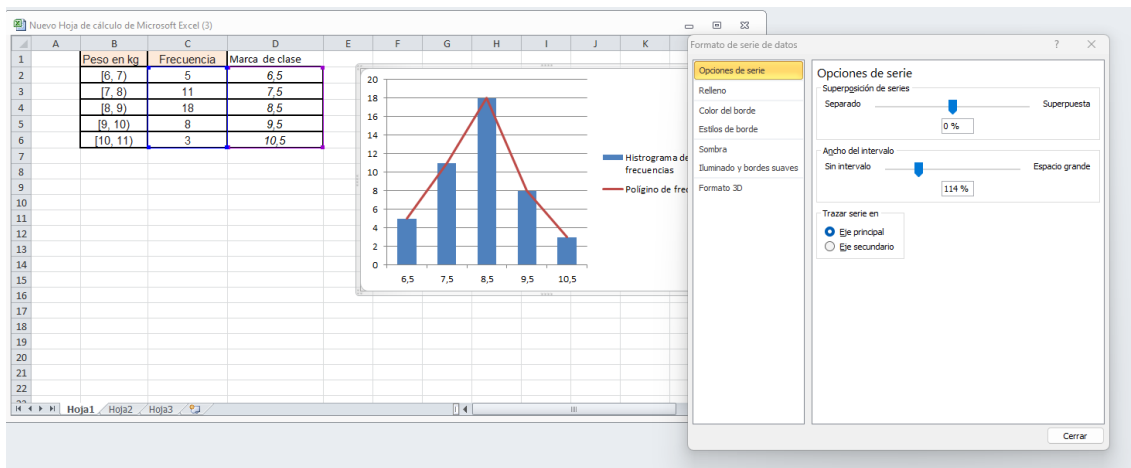 Nuevo Hoja de cálculo de Microsoft Excel (3)
A B C D E F G H I J K
1 Peso en kg Frecuencia Marca de clase
2 [6, 7) 5 6,5
3 [7, 8) 11 7,5
4 [8, 9) 18 8,5
5 [9, 10) 8 9,5
6 [10, 11) 3 10,5
7
8
9
10
11
12
13
14
15
16
17
18
19
20
21
22
20
18
16
14
12
10
8
6
4
2
0
6,5 7,5 8,5 9,5 10,5
Histrograma de
frecuencias
Polígino de frec
Hoja1 Hoja2 Hoja3
Formato de serie de datos ?
Opciones de serie
Relleno
Color del borde
Estilos de borde
Sombra
Iluminado y bordes suaves
Formato 3D
Opciones de serie
Superposición de series
Separado Superpuesta
0 %
Ancho del intervalo
Sin intervalo Espacio grande
114 %
Trazar serie en
Eje principal
Eje secundario
Cerrar